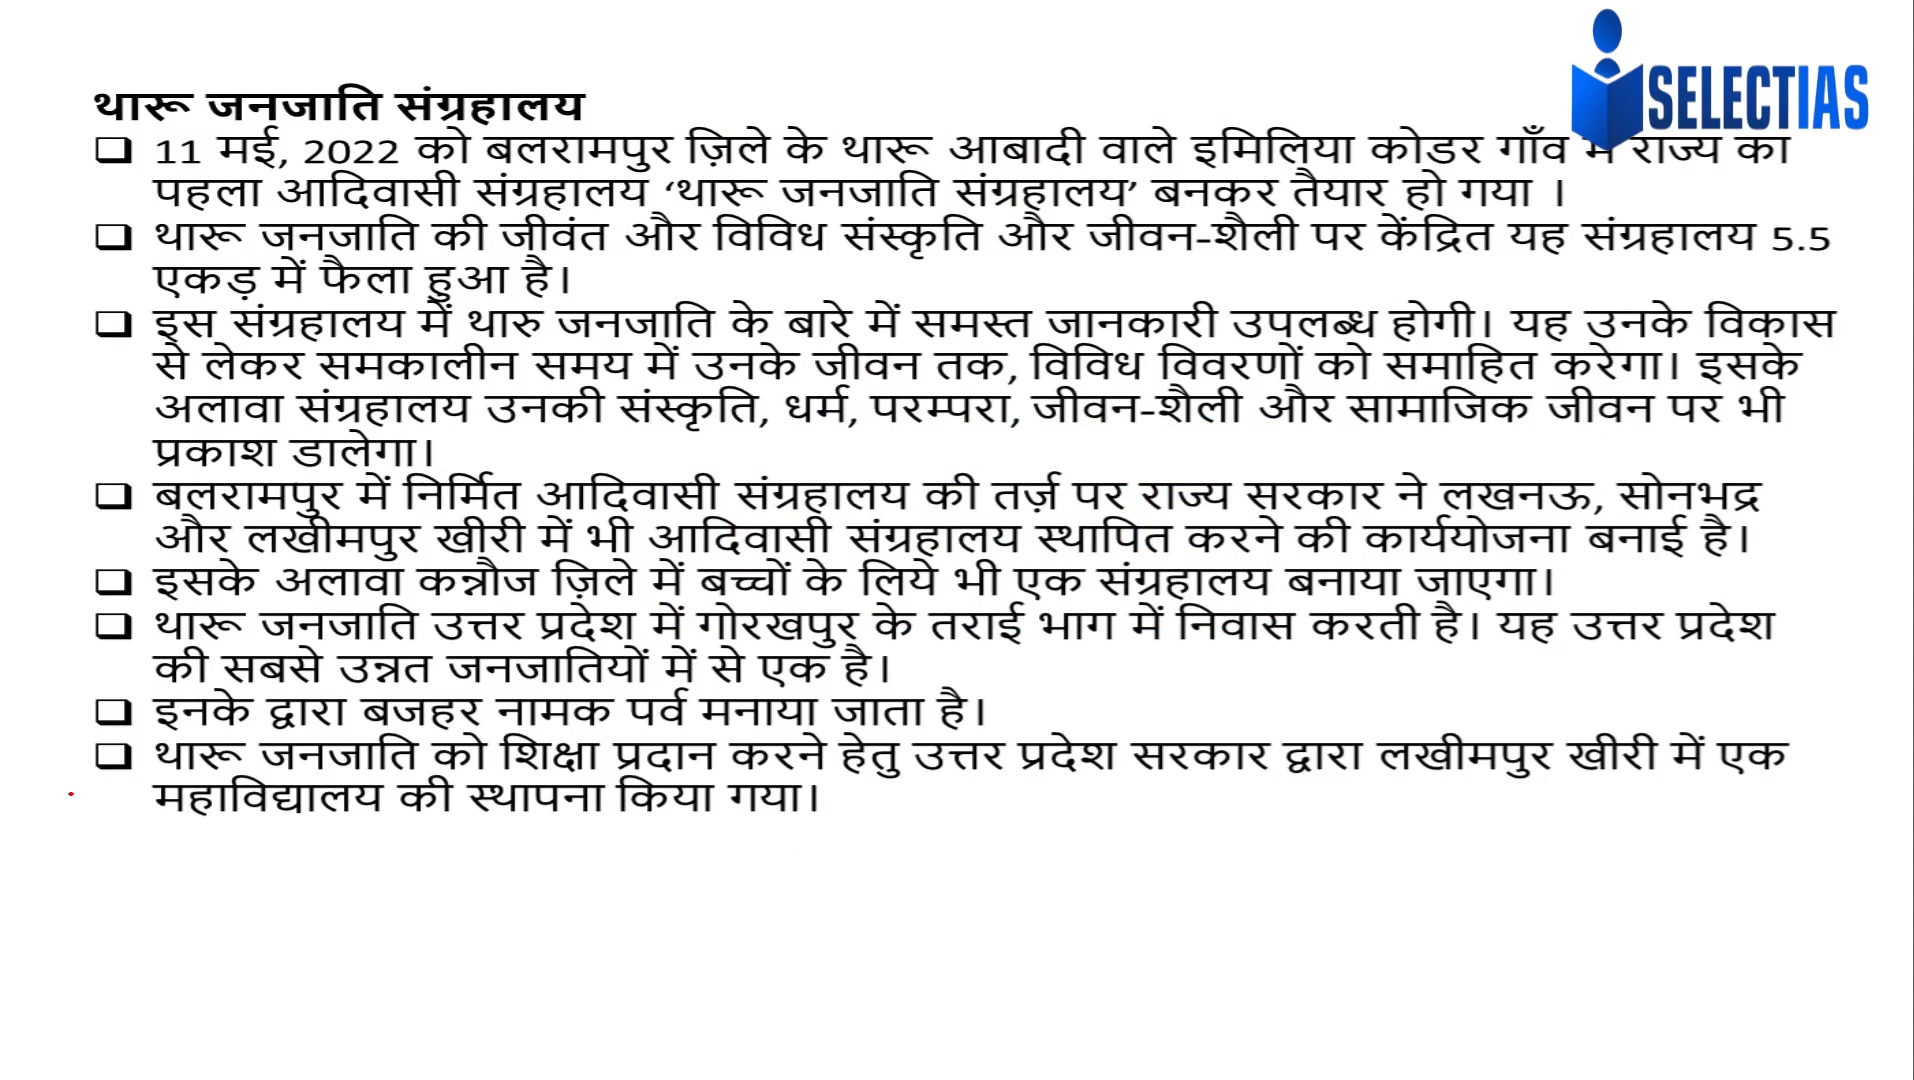 SELECTIAS
थारू जनजाति संग्रहालय
11 मई, 2022 को बलरामपुर ज़िले के थारू आबादी वाले इमिलिया कोडर गाँव में राज्य का
पहला आदिवासी संग्रहालय ‘थारू जनजाति संग्रहालय’ बनकर तैयार हो गया ।
थारू जनजाति की जीवंत और विविध संस्कृति और जीवन-शैली पर केंद्रित यह संग्रहालय 5.5
एकड़ में फैला हुआ है।
इस संग्रहालय में थारु जनजाति के बारे में समस्त जानकारी उपलब्ध होगी। यह उनके विकास
से लेकर समकालीन समय में उनके जीवन तक, विविध विवरणों को समाहित करेगा। इसके
अलावा संग्रहालय उनकी संस्कृति, धर्म, परम्परा, जीवन-शैली और सामाजिक जीवन पर भी
प्रकाश डालेगा।
बलरामपुर में निर्मित आदिवासी संग्रहालय की तर्ज़ पर राज्य सरकार ने लखनऊ, सोनभद्र
और लखीमपुर खीरी में भी आदिवासी संग्रहालय स्थापित करने की कार्ययोजना बनाई है।
इसके अलावा कन्नौज ज़िले में बच्चों के लिये भी एक संग्रहालय बनाया जाएगा।
थारू जनजाति उत्तर प्रदेश में गोरखपुर के तराई भाग में निवास करती है। यह उत्तर प्रदेश
की सबसे उन्नत जनजातियों में से एक है।
इनके द्वारा बजहर नामक पर्व मनाया जाता है।
थारू जनजाति को शिक्षा प्रदान करने हेतु उत्तर प्रदेश सरकार द्वारा लखीमपुर खीरी में एक
महाविद्यालय की स्थापना किया गया।